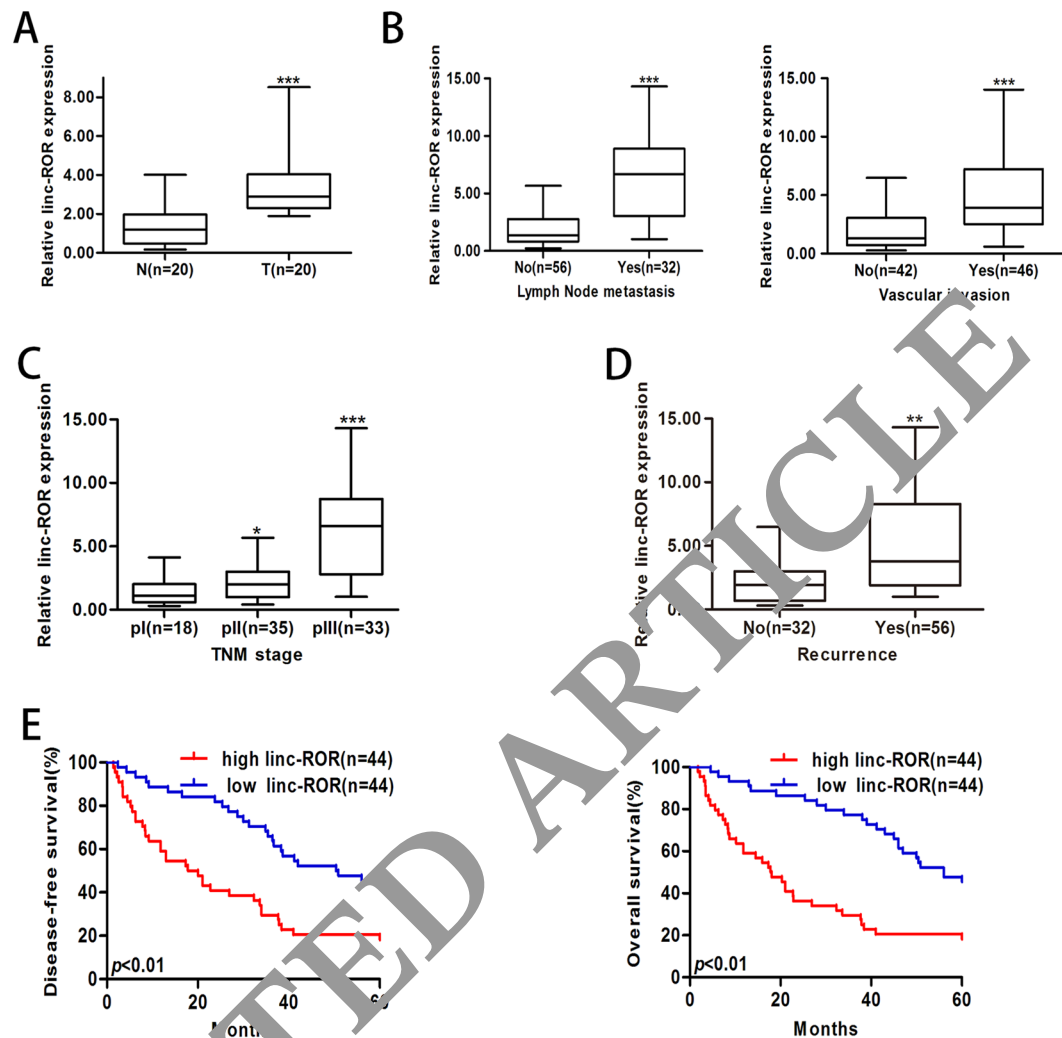 A
Relative linc-ROR expression
8.00
6.00
4.00
2.00
0.00
***
N(n=20)
T(n=20)
B
Relative linc-ROR expression
15.00
10.00
5.00
0.00
***
No(n=56)
Yes(n=32)
Lymph Node metastasis
Relative linc-ROR expression
15.00
10.00
5.00
0.00
***
No(n=42)
Yes(n=46)
Vascular invasion
C
Relative linc-ROR expression
15.00
10.00
5.00
0.00
*
***
pI(n=18)
pII(n=35)
pIII(n=33)
TNM stage
D
Relative linc-ROR expression
15.00
10.00
5.00
0.00
**
No(n=32)
Yes(n=56)
Recurrence
E
Disease-free survival(%)
100
80
60
40
20
0
high linc-ROR(n=44)
low linc-ROR(n=44)
p<0.01
0
20
40
60
Months
Overall survival(%)
100
80
60
40
20
0
high linc-ROR(n=44)
low linc-ROR(n=44)
p<0.01
0
20
40
60
Months
TED ARTICLE